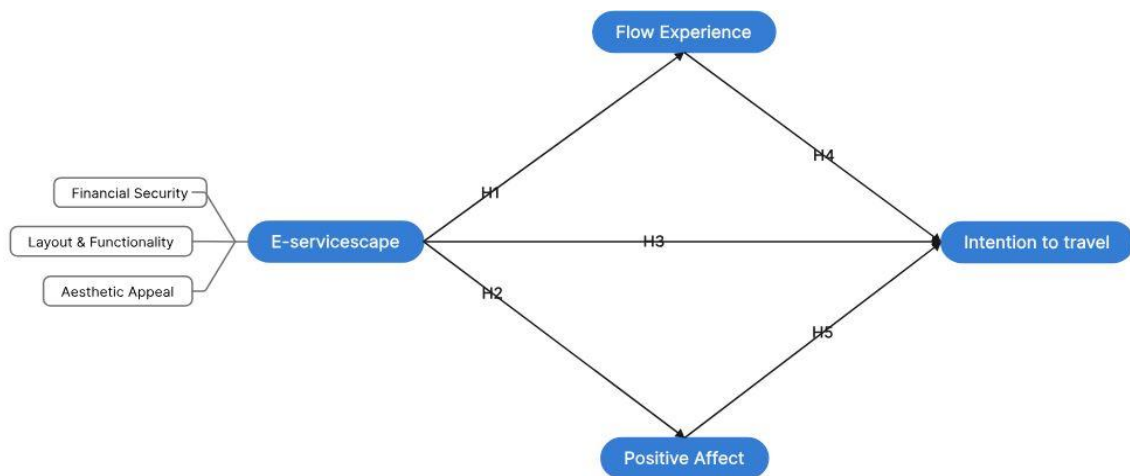 Flow Experience
H4
Financial Security
H1
Layout & Functionality
E-servicescape
H3
Intention to travel
Aesthetic Appeal
H2
H5
Positive Affect